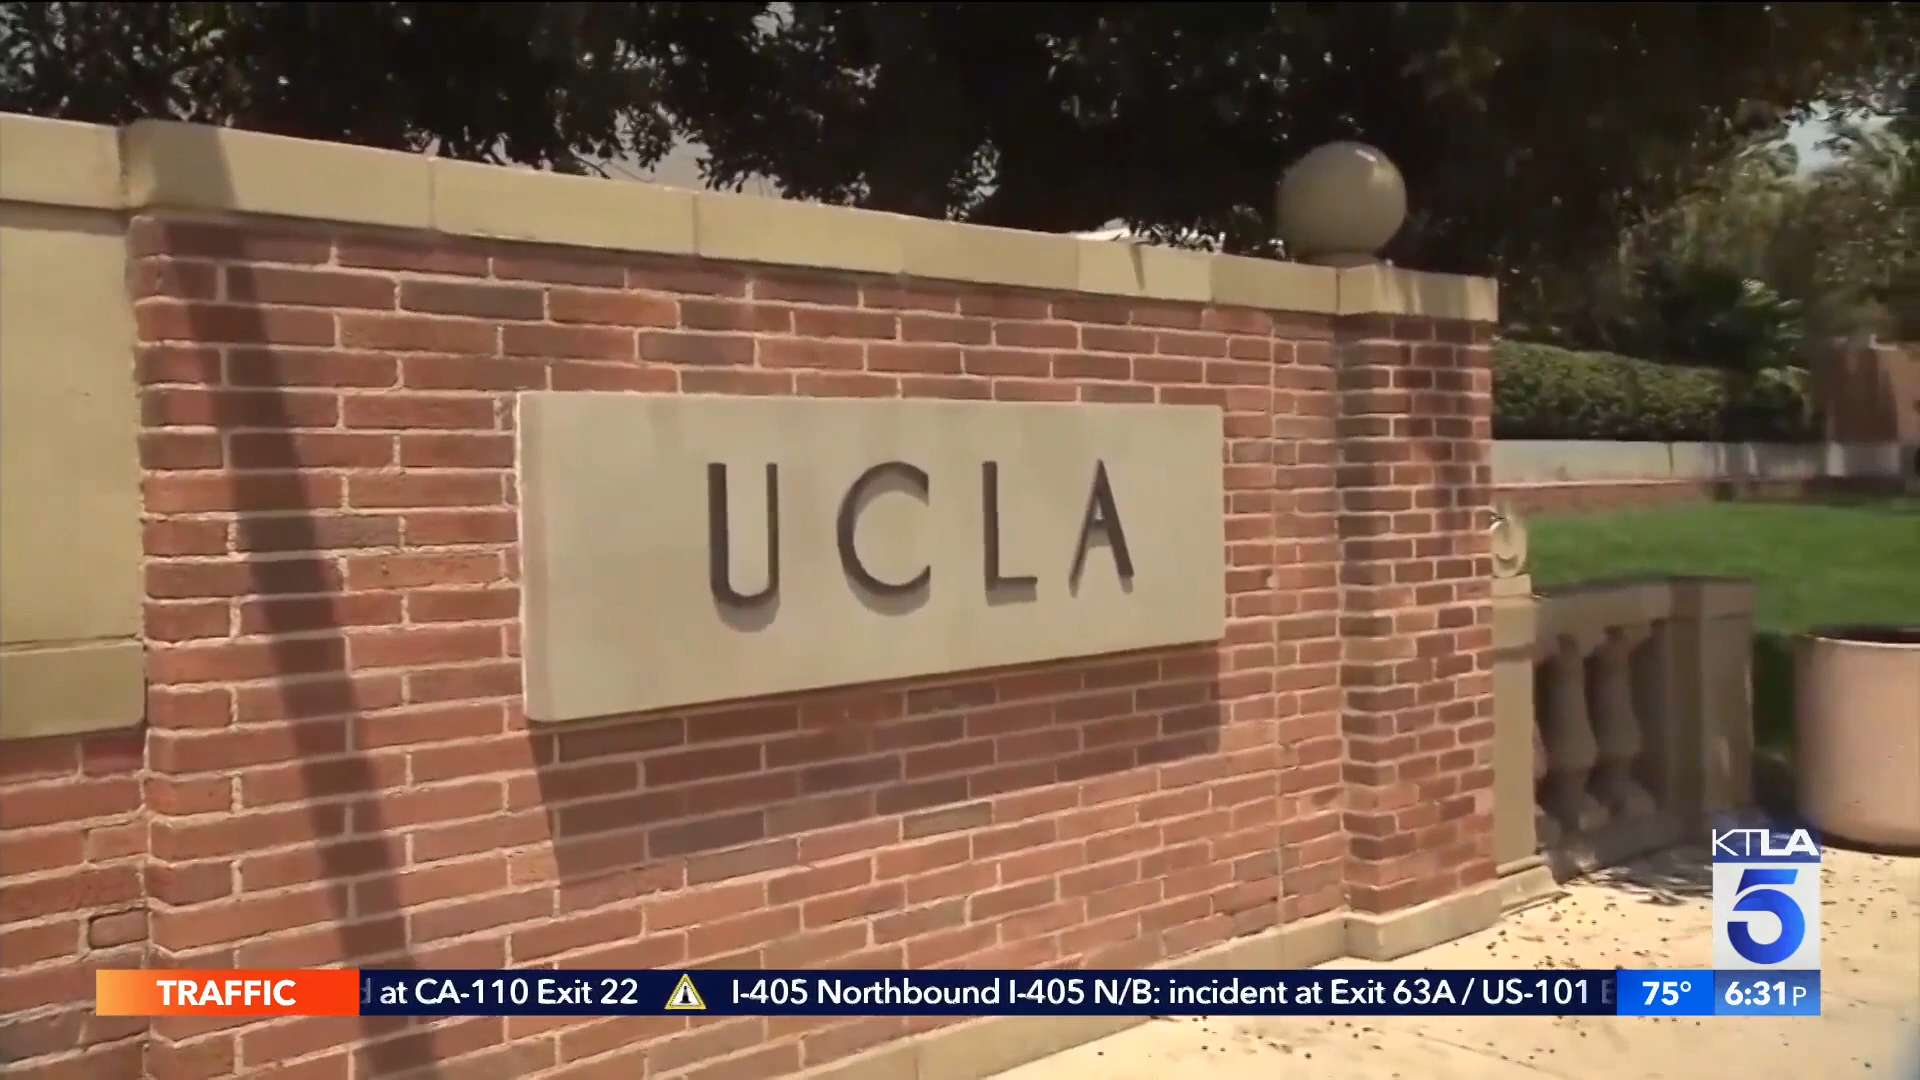 UCLA
KTLA
5
TRAFFIC
at CA-110 Exit 22 I-405 Northbound I-405 N/B: incident at Exit 63A / US-101
75° 6:31P